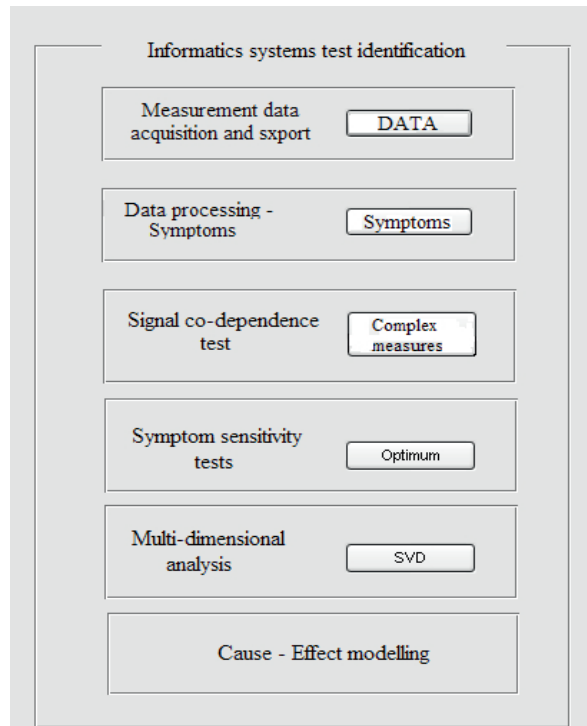 Informatics systems test identification
Measurement data
acquisition and sxport
DATA
Data processing -
Symptoms
Symptoms
Signal co-dependence
test
Complex
measures
Symptom sensitivity
tests
Optimum
Multi-dimensional
analysis
SVD
Cause - Effect modelling